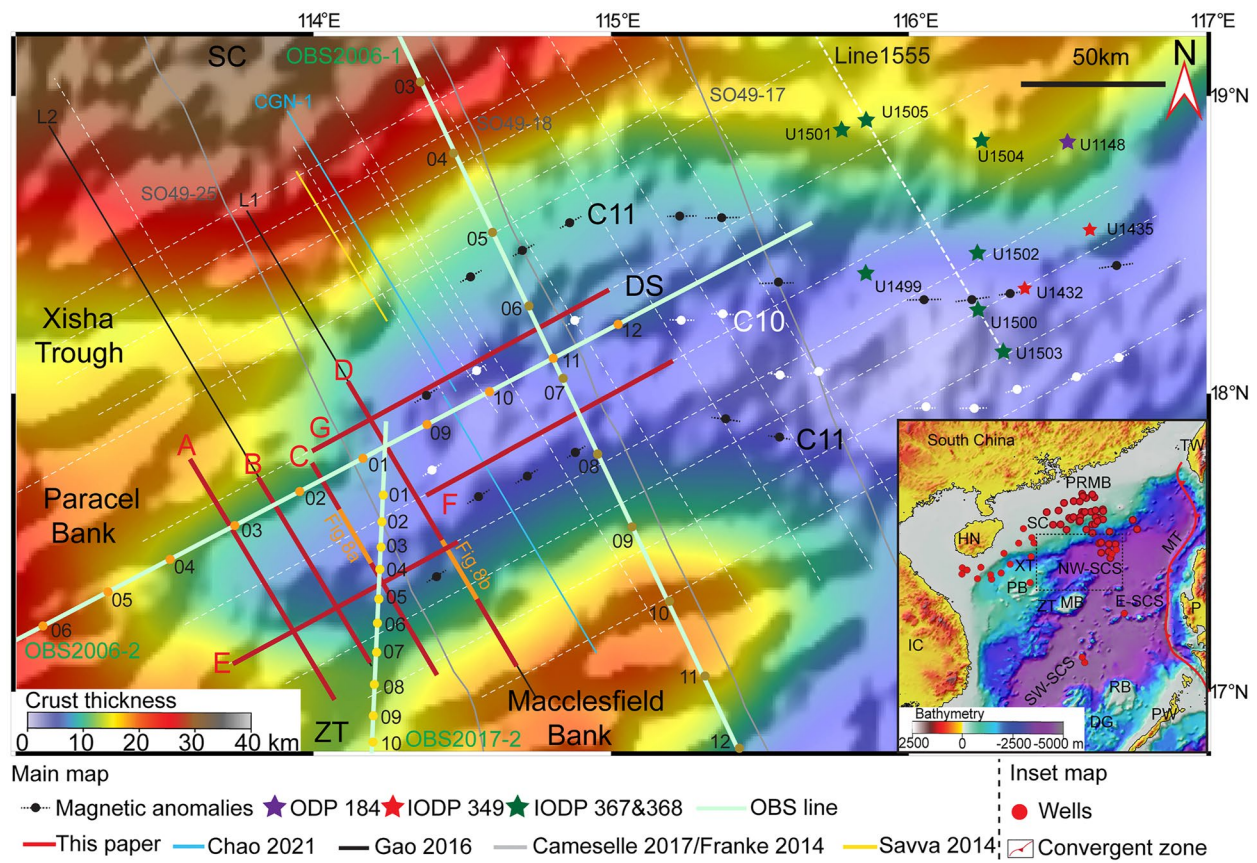 114°E
115°E
116°E
117°E
SC
OBS2006-1
Line1555
50km
N
03
19°N
L2
CGN-1
SO49-17
SO49-18
U1501
U1505
U1504
U1148
04
SO49-25
L1
C11
05
U1435
U1502
U1499
DS
U1432
06
Xisha
Trough
C10
12
U1500
U1503
11
07
D
10
18°N
G
09
A
B
C
01
C11
08
02
F
01
Paracel
Bank
03
02
Fig 8a
03
09
04
04
Fig 8b
05
05
06
10
06
OBS2006-2
E
07
11
Macclesfield
Bank
08
17°N
Crust thickness
0 10 20 30 40 km
ZT
09
10
OBS2017-2
12
South China
TW
PRMB
SC
HN
MT
XT
NW-SCS
PB
ZT
MB
E-SCS
P
IC
SW-SCS
RB
DG
PW
Bathymetry
2500 0 -2500 -5000 m
Main map
Magnetic anomalies ODP 184 IODP 349 IODP 367&368 OBS line
This paper Chao 2021 Gao 2016 Cameselle 2017/Franke 2014 Savva 2014
Inset map
Wells
Convergent zone